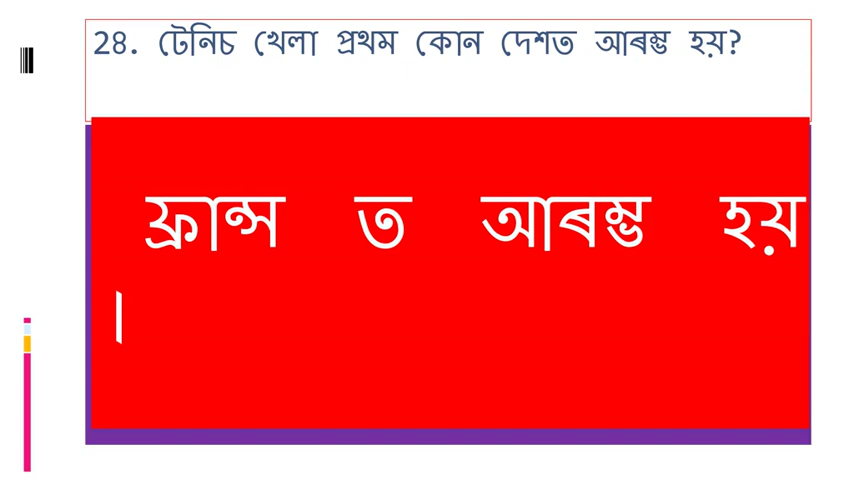 28. টেনিচ খেলা প্ৰথম কোন দেশত আৰম্ভ হয়?
ফ্ৰান্স ত আৰম্ভ হয়
।